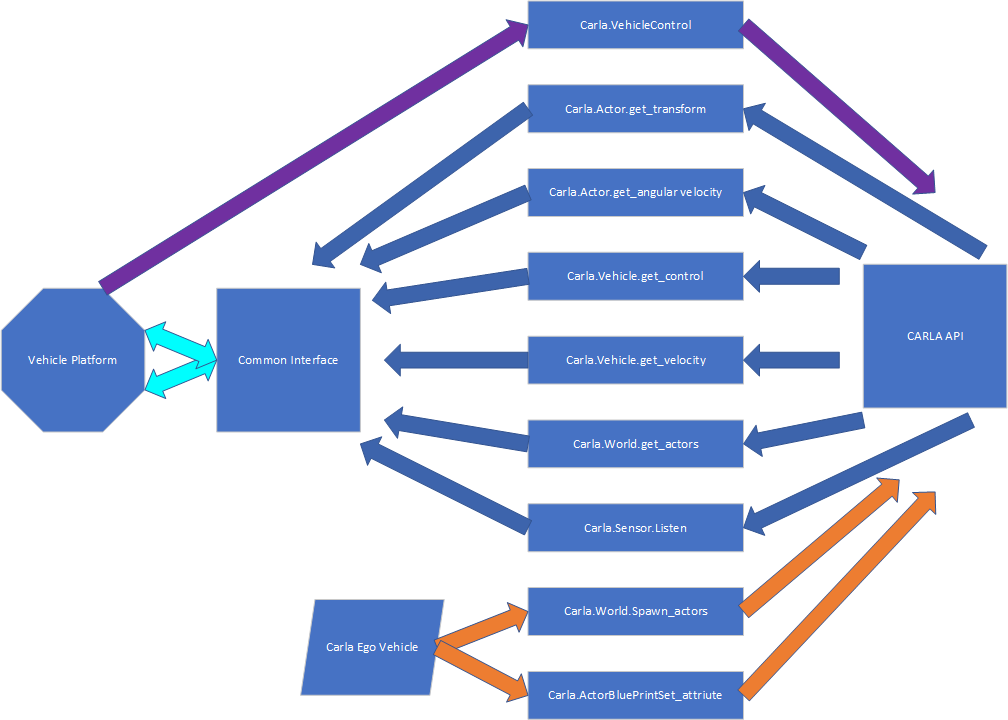 Carla.VehicleControl
Carla.Actor.get_transform
Carla.Actor.get_angular velocity
Carla.Vehicle.get_control
CARLA API
Vehicle Platform
Common Interface
Carla.Vehicle.get_velocity
Carla.World.get_actors
Carla.Sensor.Listen
Carla.World.Spawn_actors
Carla Ego Vehicle
Carla.ActorBluePrintSet_attriute